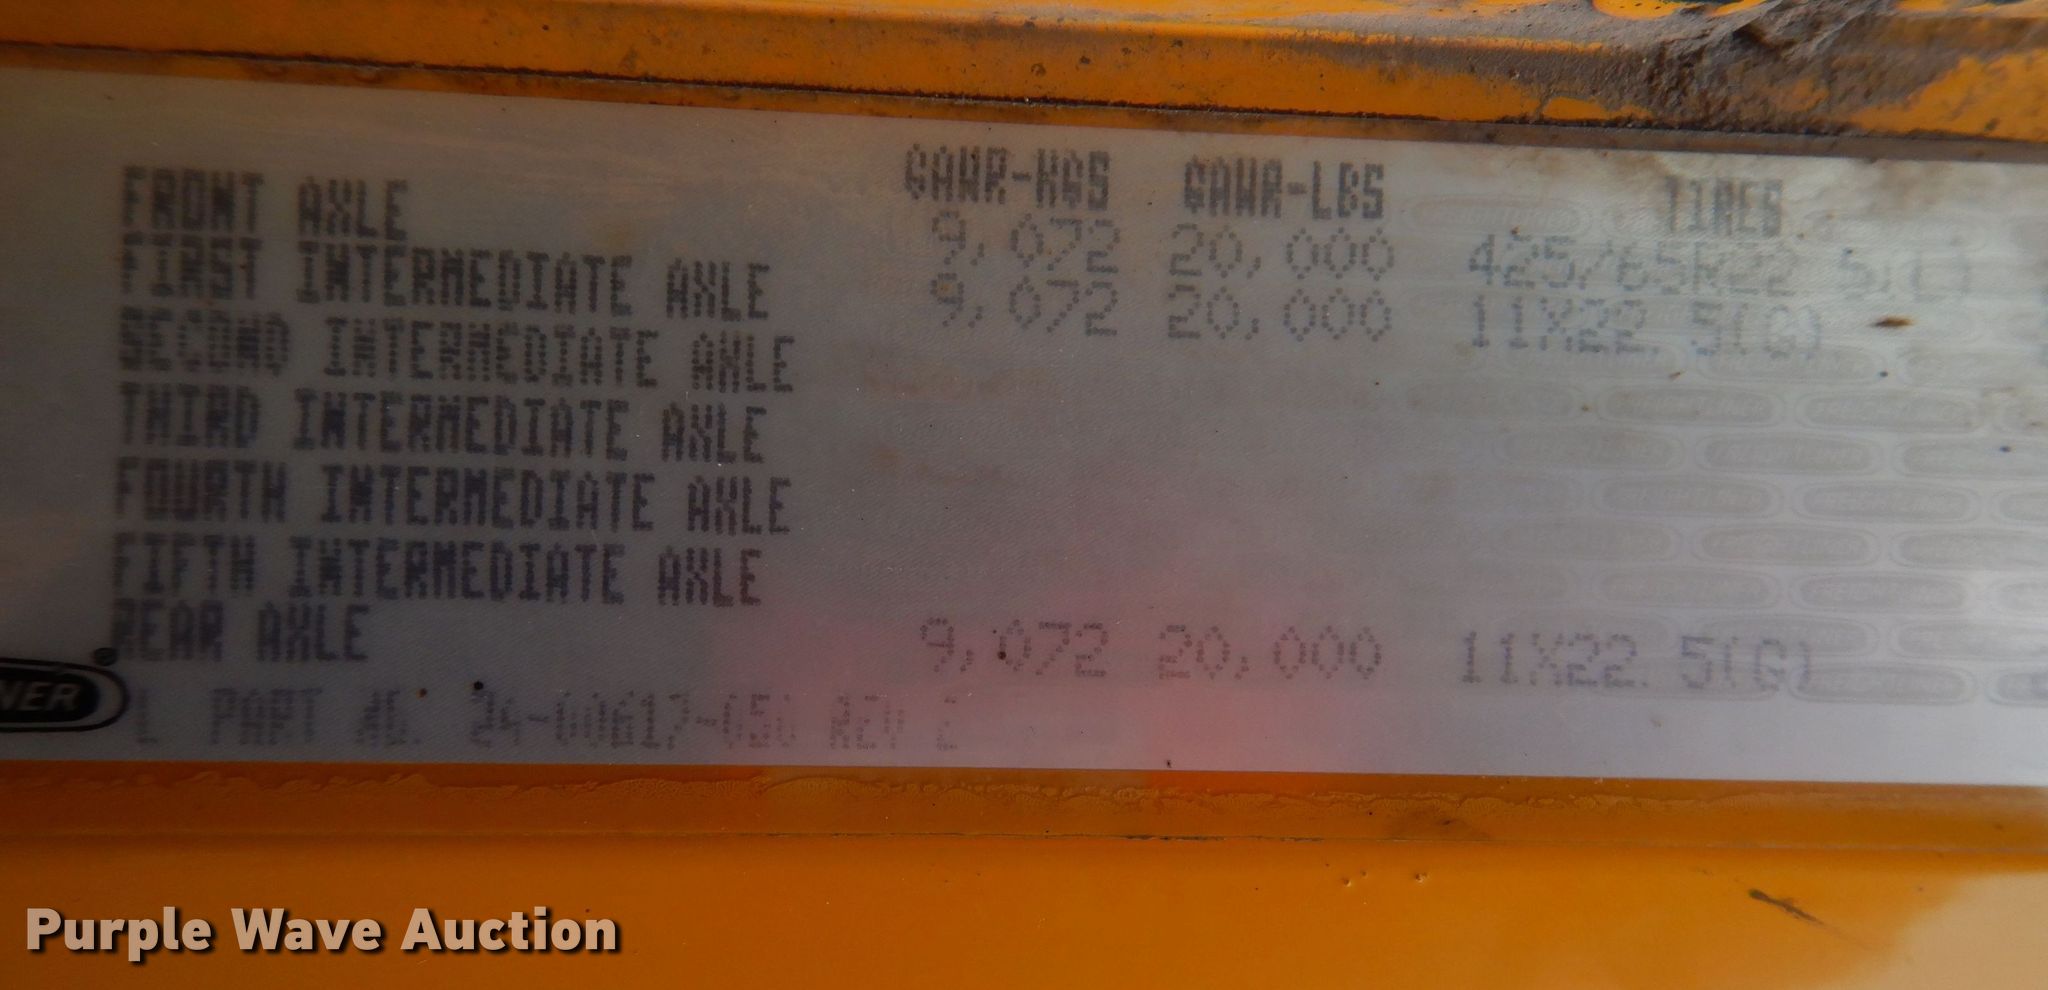 GAWR-KGS GAWR-LBS TIRES
FRONT AXLE 9,072 20,000 425/65R22.5(L)
FIRST INTERMEDIATE AXLE 9,072 20,000 11X22.5(G)
SECOND INTERMEDIATE AXLE
THIRD INTERMEDIATE AXLE
FOURTH INTERMEDIATE AXLE
FIFTH INTERMEDIATE AXLE
REAR AXLE 9,072 20,000 11X22.5(G)
NER
PART NO.
Purple Wave Auction